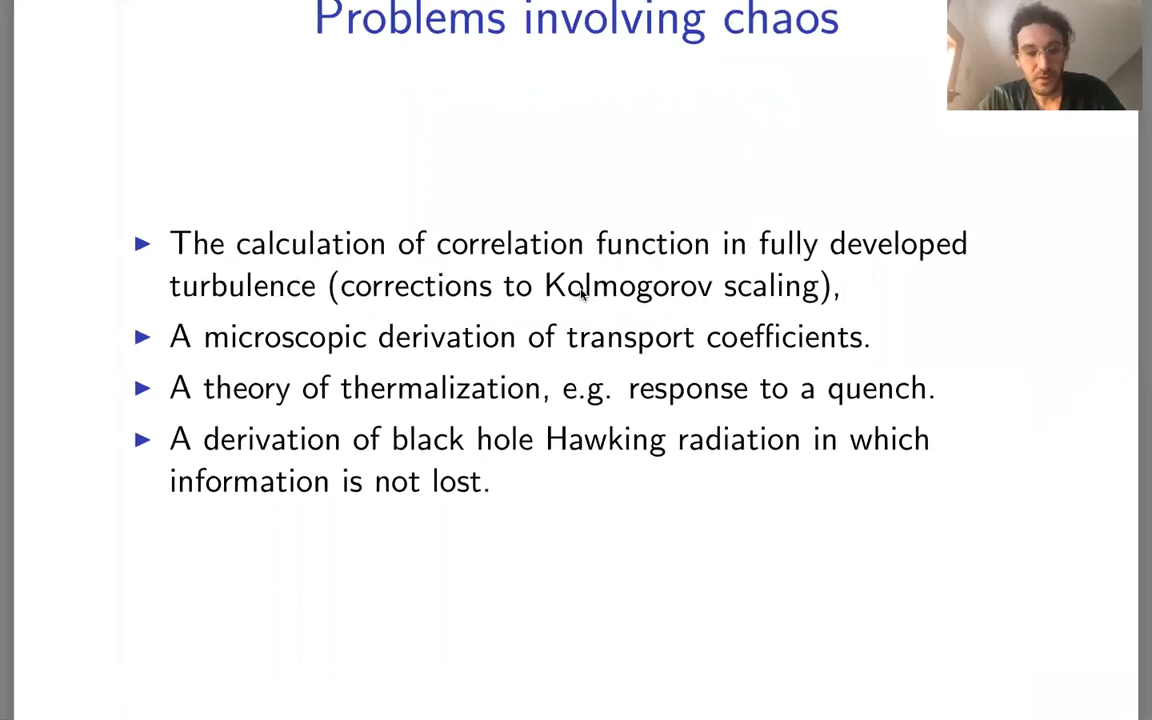 Problems involving chaos
▶ The calculation of correlation function in fully developed
turbulence (corrections to Kolmogorov scaling),
▶ A microscopic derivation of transport coefficients.
▶ A theory of thermalization, e.g. response to a quench.
▶ A derivation of black hole Hawking radiation in which
information is not lost.